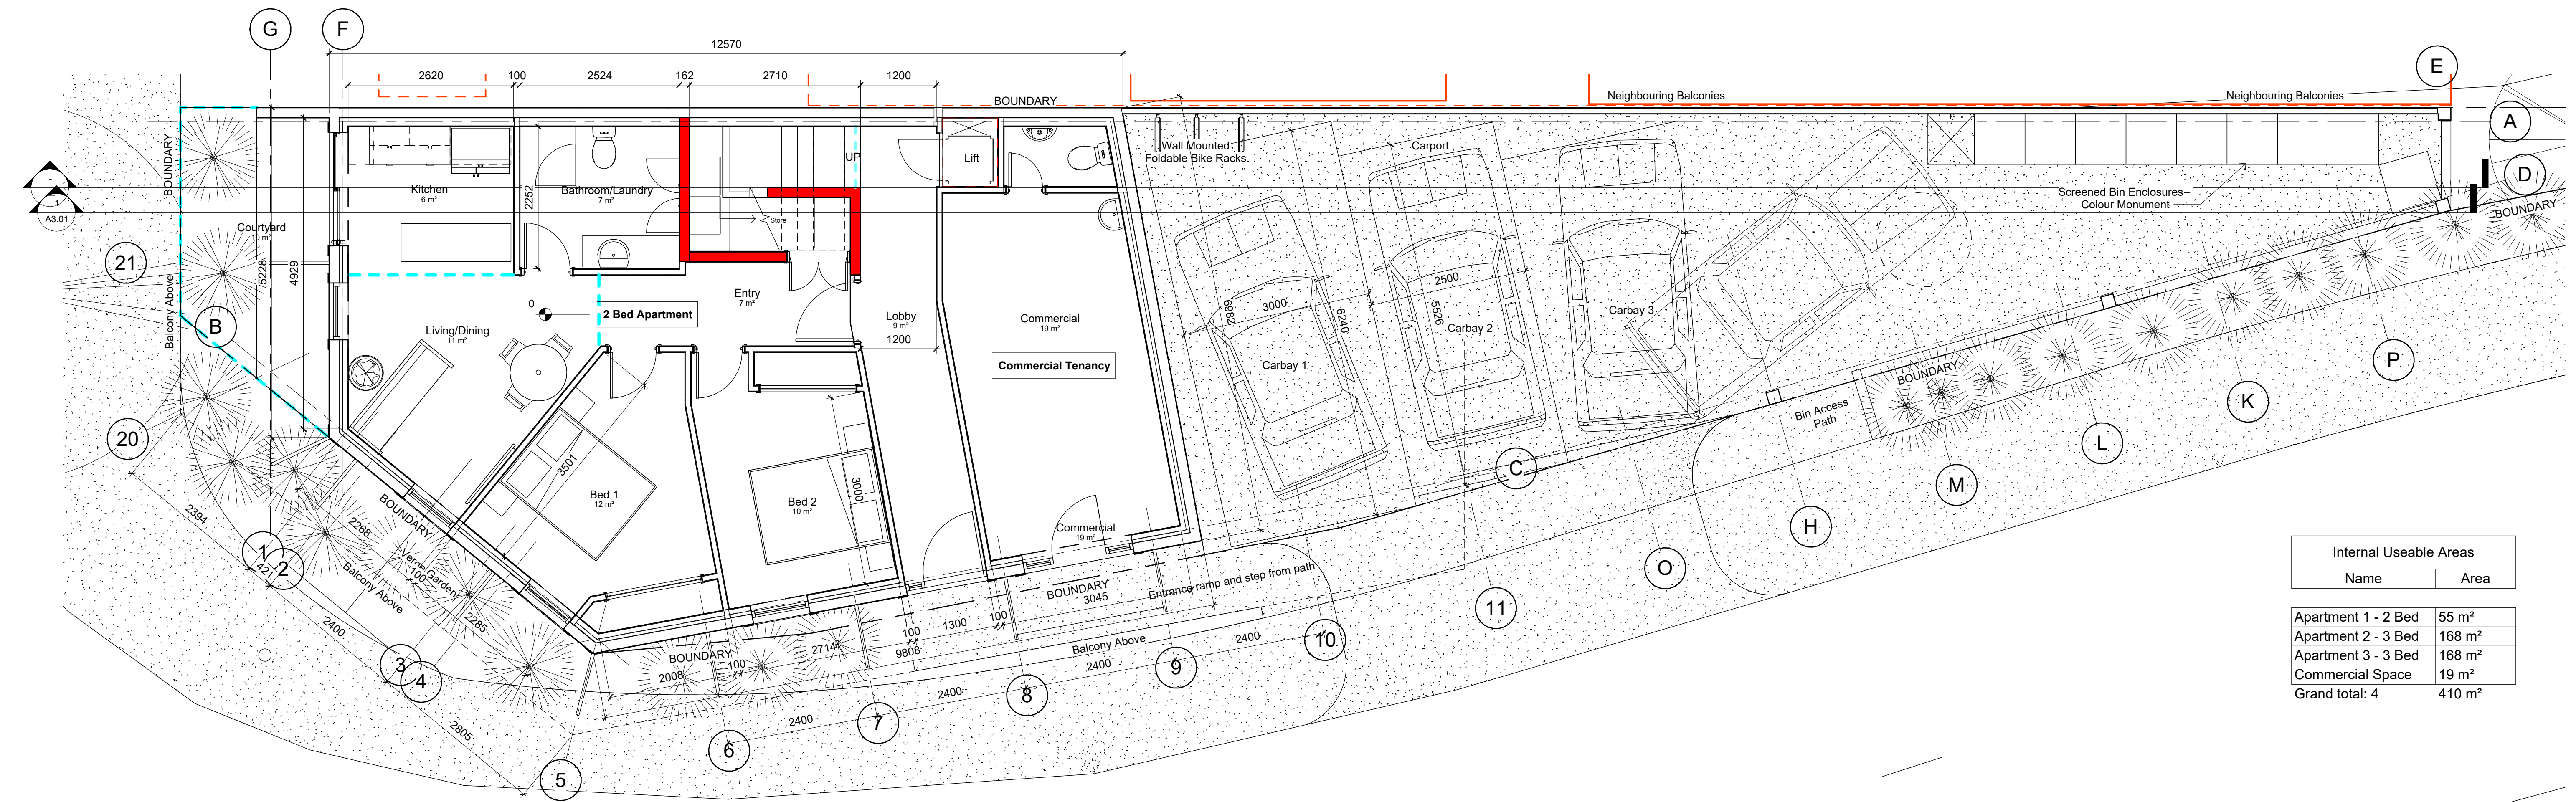 G
F
12570
E
2620
100
2524
162
2710
1200
BOUNDARY
Neighbouring Balconies
Neighbouring Balconies
A
BOUNDARY
UP
Lift
Wall Mounted
Foldable Bike Racks
Carport
D
Kitchen
6 m²
Bathroom/Laundry
7 m²
2252
Store
Screened Bin Enclosures
Colour Monument
BOUNDARY
1
A3.01
Courtyard
10 m²
21
5228
4929
Balcony Above
B
0
2 Bed Apartment
Entry
7 m²
Lobby
9 m²
1200
Living/Dining
11 m²
Commercial
19 m²
Commercial Tenancy
6982
3000
6240
2500
5526
Carbay 1
Carbay 2
Carbay 3
P
BOUNDARY
K
Bin Access
Path
L
20
3501
Bed 1
12 m²
Bed 2
10 m²
3000
C
M
H
O
Commercial
19 m²
2394
BOUNDARY
2268
Verge Garden
100
Balcony Above
1
2
421
2400
2285
3
4
2805
5
BOUNDARY
3045
Entrance ramp and step from path
100
1300
100
9808
Balcony Above
2400
BOUNDARY
100
2714
2008
2400
2400
2400
6
7
8
9
10
11
Internal Useable Areas
Name Area
Apartment 1 - 2 Bed 55 m²
Apartment 2 - 3 Bed 168 m²
Apartment 3 - 3 Bed 168 m²
Commercial Space 19 m²
Grand total: 4 410 m²